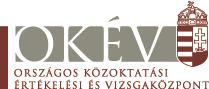 OKÉV
ORSZÁGOS KÖZOKTATÁSI
ÉRTÉKELÉSI ÉS VIZSGAKÖZPONT